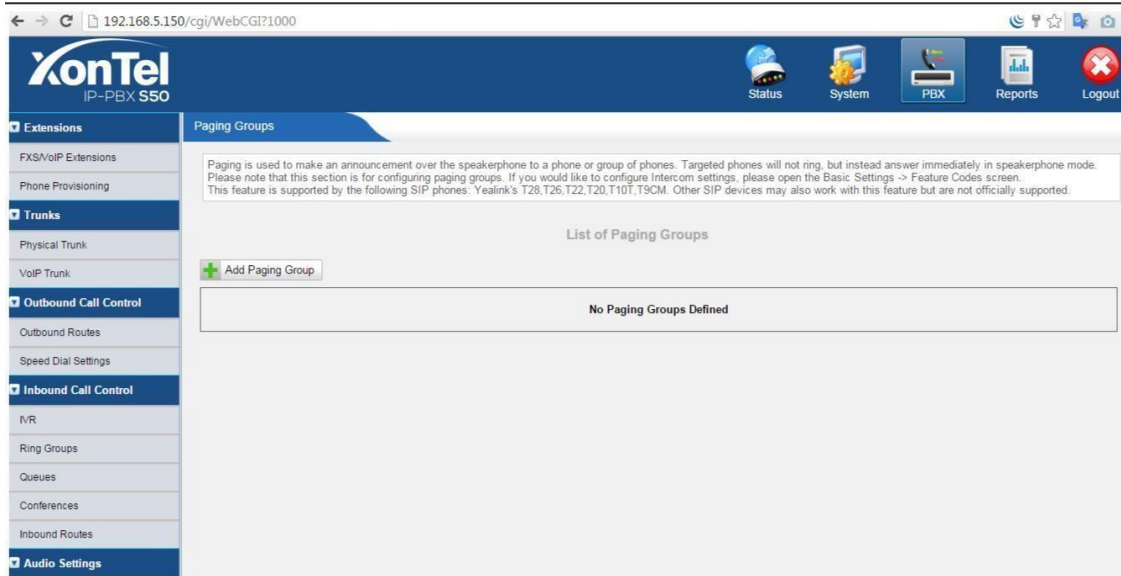 192.168.5.150/cgi/WebCGI?1000
XonTel
IP-PBX S50
Status
System
PBX
Reports
Logout
Extensions
FXS/VoIP Extensions
Phone Provisioning
Trunks
Physical Trunk
VoIP Trunk
Outbound Call Control
Outbound Routes
Speed Dial Settings
Inbound Call Control
IVR
Ring Groups
Queues
Conferences
Inbound Routes
Audio Settings
Paging Groups
Paging is used to make an announcement over the speakerphone to a phone or group of phones. Targeted phones will not ring, but instead answer immediately in speakerphone mode.
Please note that this section is for configuring paging groups. If you would like to configure Intercom settings, please open the Basic Settings -> Feature Codes screen.
This feature is supported by the following SIP phones: Yealink's T28,T26,T22,T20,T10T,T9CM. Other SIP devices may also work with this feature but are not officially supported.
List of Paging Groups
Add Paging Group
No Paging Groups Defined